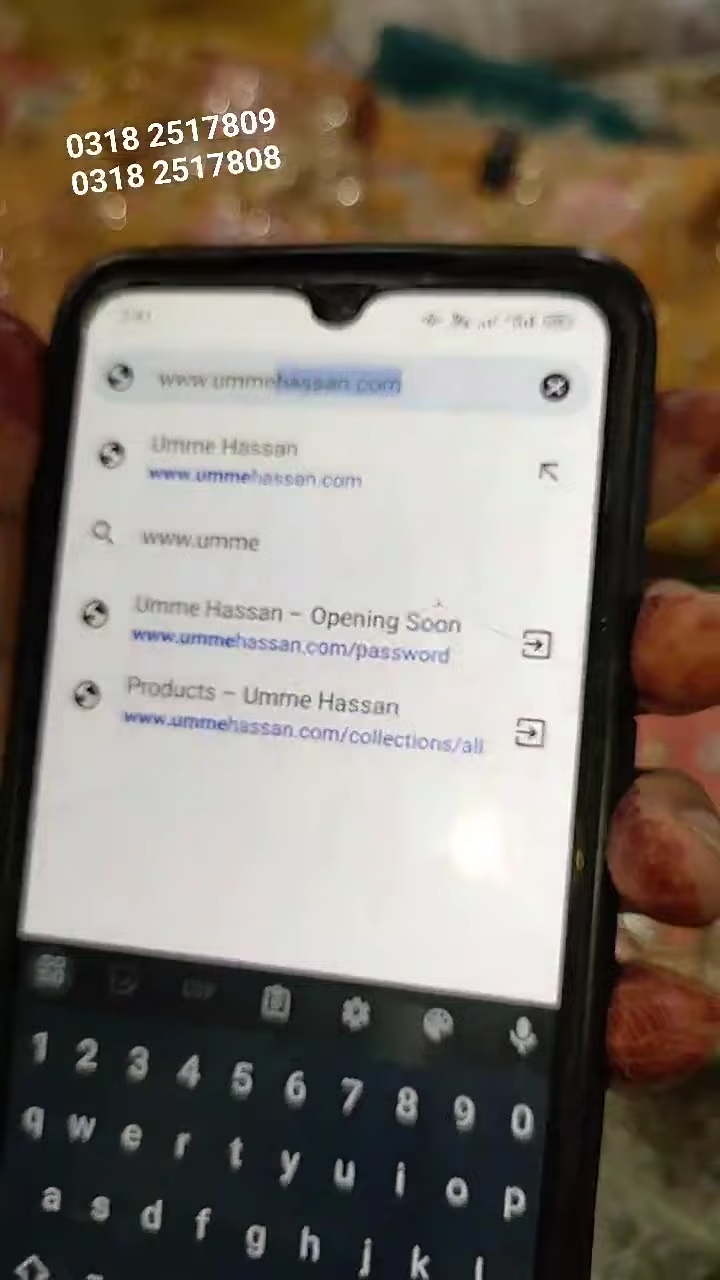 0318 2517809
0318 2517808
www.ummehassan.com
Umme Hassan
www.ummehassan.com
www.umme
Umme Hassan – Opening Soon
www.ummehassan.com/password
Products – Umme Hassan
www.ummehassan.com/collections/all
1 2 3 4 5 6 7 8 9 0
q w e r t y u i o p
a s d f g h j k l